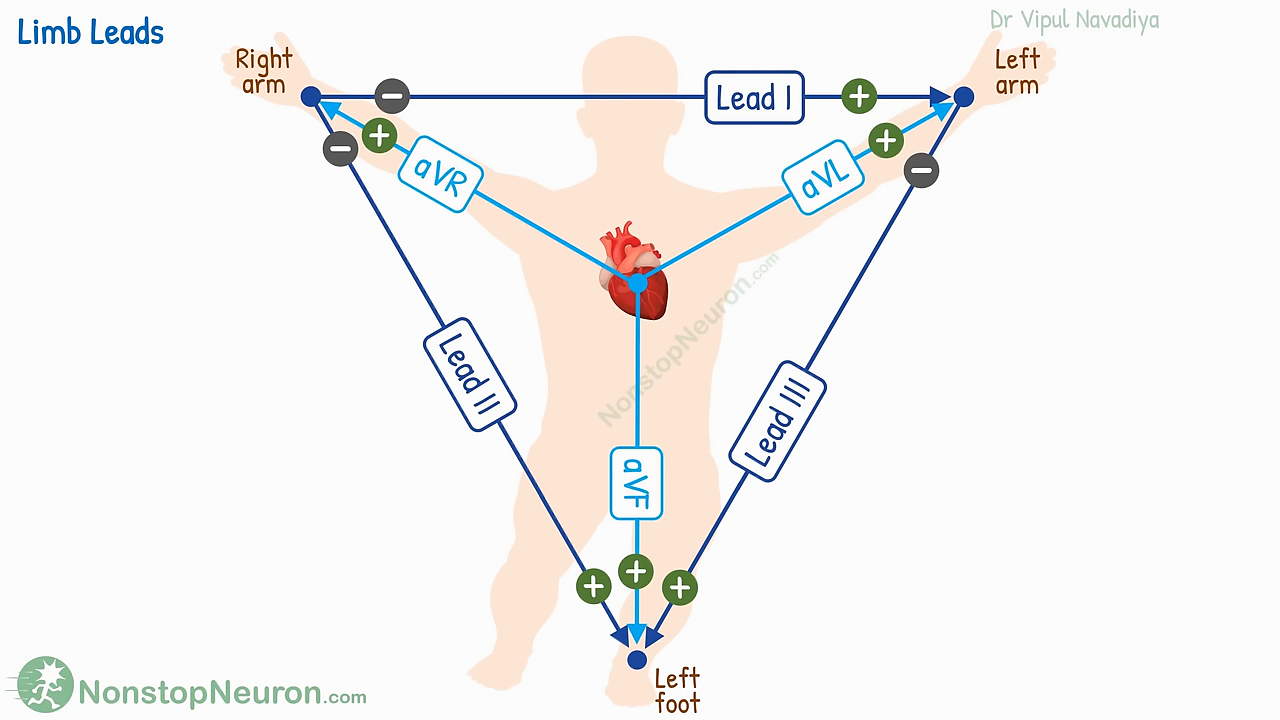 Limb Leads
Dr Vipul Navadiya
Right
arm
Left
arm
−
Lead I
+
+
aVR
−
aVL
+
−
NonstopNeuron.com
Lead II
Lead III
aVF
+
+
+
Left
foot
NonstopNeuron.com